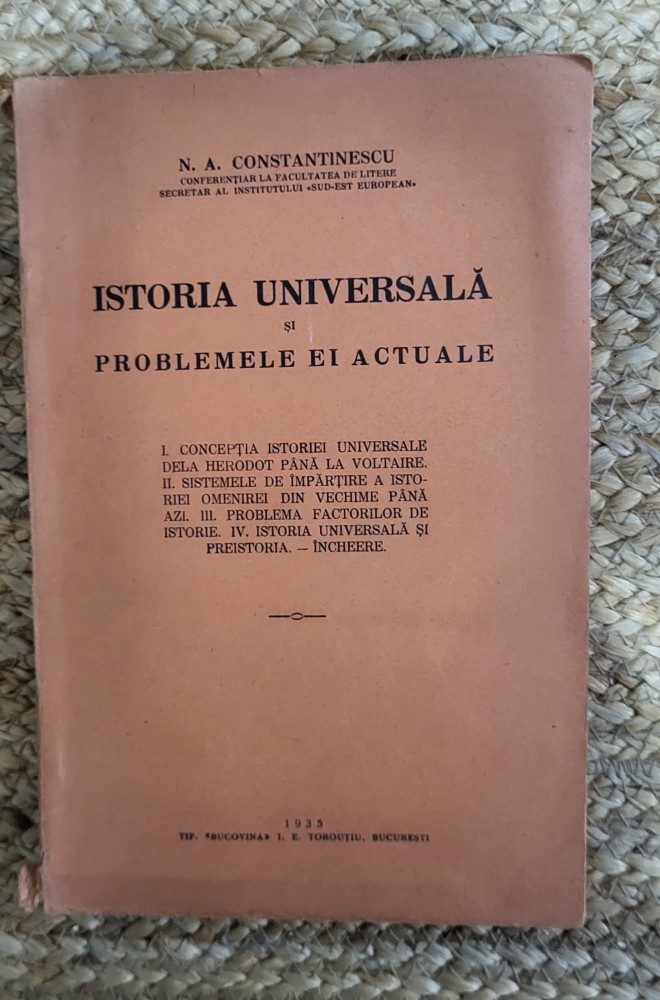 N. A. CONSTANTINESCU
CONFERENȚIAR LA FACULTATEA DE LITERE
SECRETAR AL INSTITUTULUI «SUD-EST EUROPEAN»
ISTORIA UNIVERSALĂ
ȘI
PROBLEMELE EI ACTUALE
I. CONCEPȚIA ISTORIEI UNIVERSALE
DELA HERODOT PÂNĂ LA VOLTAIRE.
II. SISTEMELE DE ÎMPĂRȚIRE A ISTO-
RIEI OMENIREI DIN VECHIME PÂNĂ
AZI. III. PROBLEMA FACTORILOR DE
ISTORIE. IV. ISTORIA UNIVERSALĂ ȘI
PREISTORIA. — ÎNCHEERE.
1935
TIP. «BUCOVINA» I. E. TOROUȚIU, BUCUREȘTI